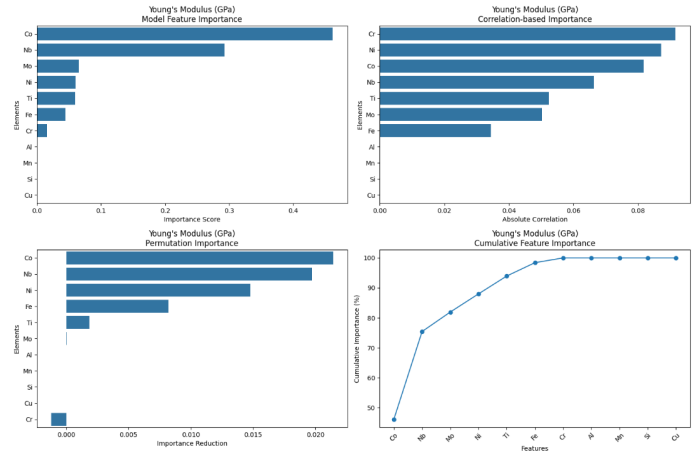 Young's Modulus (GPa)
Model Feature Importance
Elements
Co
Nb
Mo
Ni
Ti
Fe
Cr
Al
Mn
Si
Cu
0.0 0.1 0.2 0.3 0.4
Importance Score
Young's Modulus (GPa)
Correlation-based Importance
Elements
Cr
Ni
Co
Nb
Ti
Mo
Fe
Al
Mn
Si
Cu
0.00 0.02 0.04 0.06 0.08
Absolute Correlation
Young's Modulus (GPa)
Permutation Importance
Elements
Co
Nb
Ni
Fe
Ti
Mo
Al
Mn
Si
Cu
Cr
0.000 0.005 0.010 0.015 0.020
Importance Reduction
Young's Modulus (GPa)
Cumulative Feature Importance
Cumulative Importance (%)
100
90
80
70
60
50
Co Nb Mo Ni Ti Fe Cr Al Mn Si Cu
Features